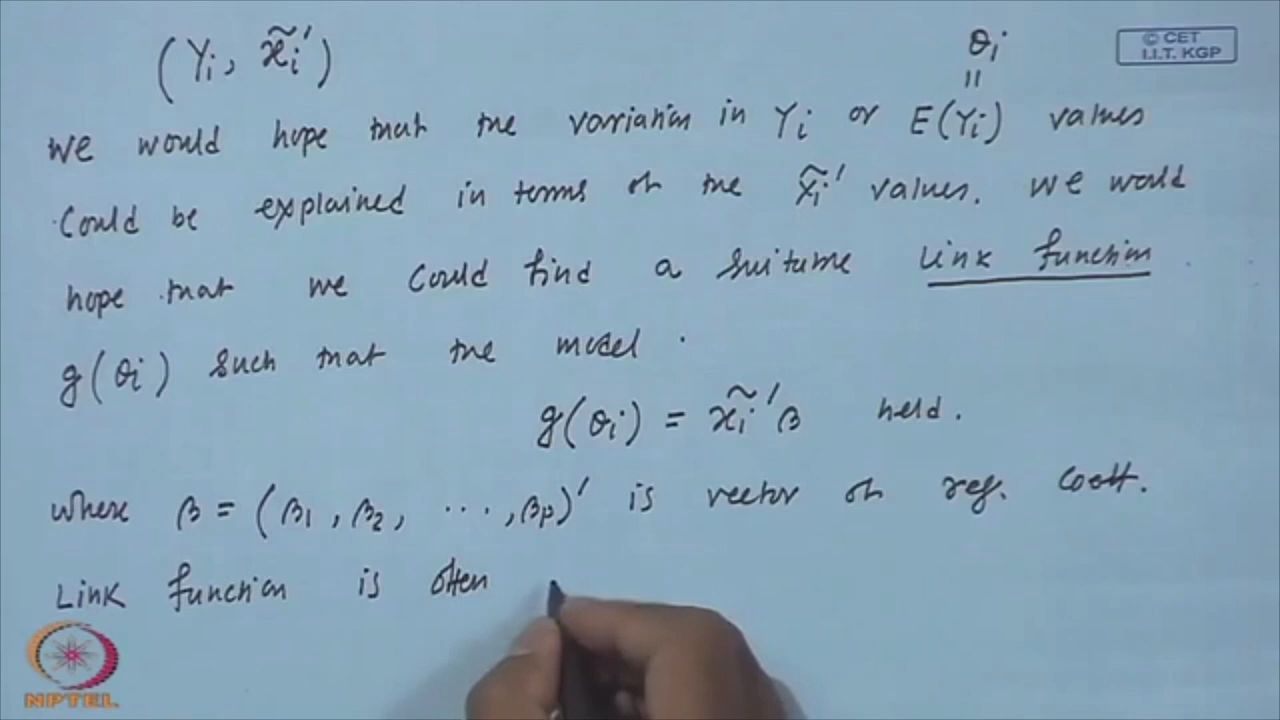 (Yᵢ, x̃ᵢ′)
θᵢ
=
© CET
I.I.T. KGP
We would hope that the variation in Yᵢ or E(Yᵢ) values
could be explained in terms of the x̃ᵢ′ values. We would
hope that we could find a suitable Link function
g(θᵢ) such that the model
g(θᵢ) = x̃ᵢ′β held.
where β = (β₁, β₂, ..., βₚ)′ is vector of reg. coeff.
Link function is often
NPTEL